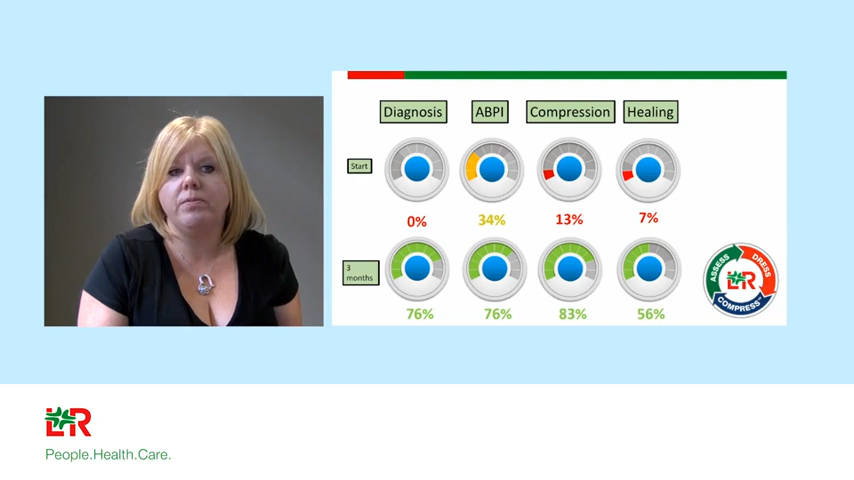 Diagnosis
ABPI
Compression
Healing
Start
0%
34%
13%
7%
3
months
76%
76%
83%
56%
ASSESS
DRESS
COMPRESS™
L&R
L&R
People.Health.Care.